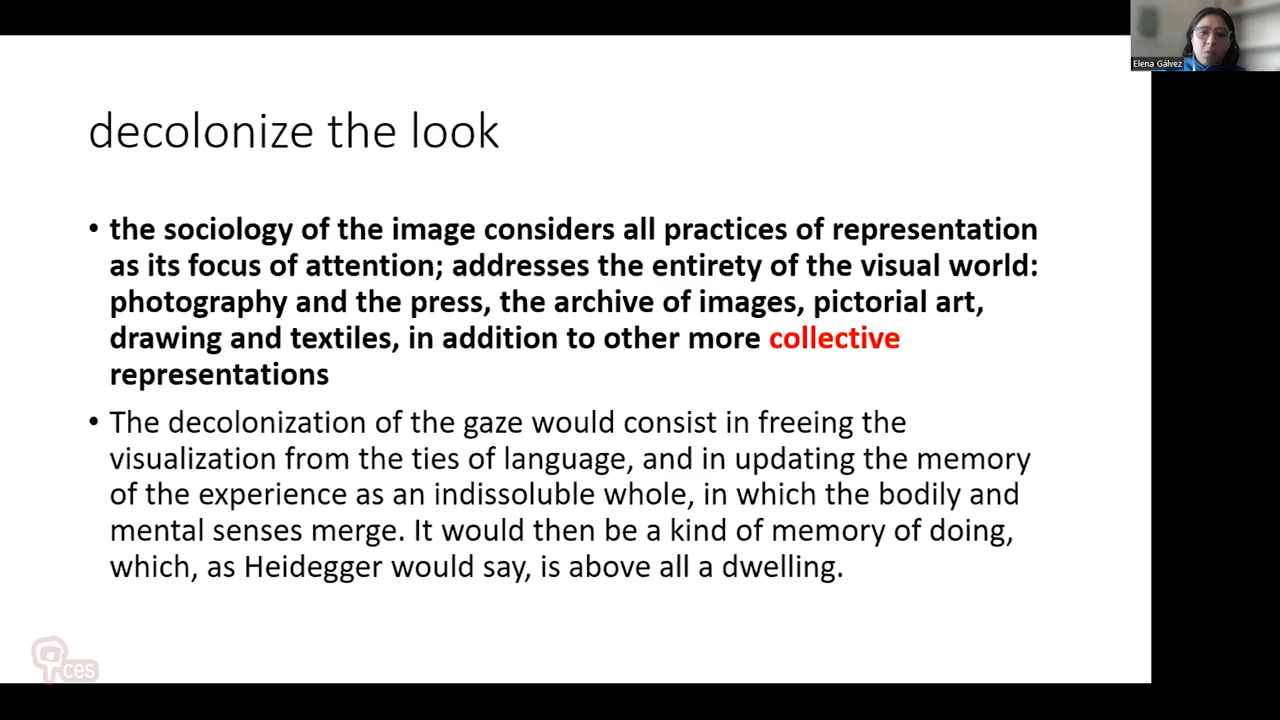 Elena Gálvez
decolonize the look
• the sociology of the image considers all practices of representation
as its focus of attention; addresses the entirety of the visual world:
photography and the press, the archive of images, pictorial art,
drawing and textiles, in addition to other more collective
representations
• The decolonization of the gaze would consist in freeing the
visualization from the ties of language, and in updating the memory
of the experience as an indissoluble whole, in which the bodily and
mental senses merge. It would then be a kind of memory of doing,
which, as Heidegger would say, is above all a dwelling.
ces